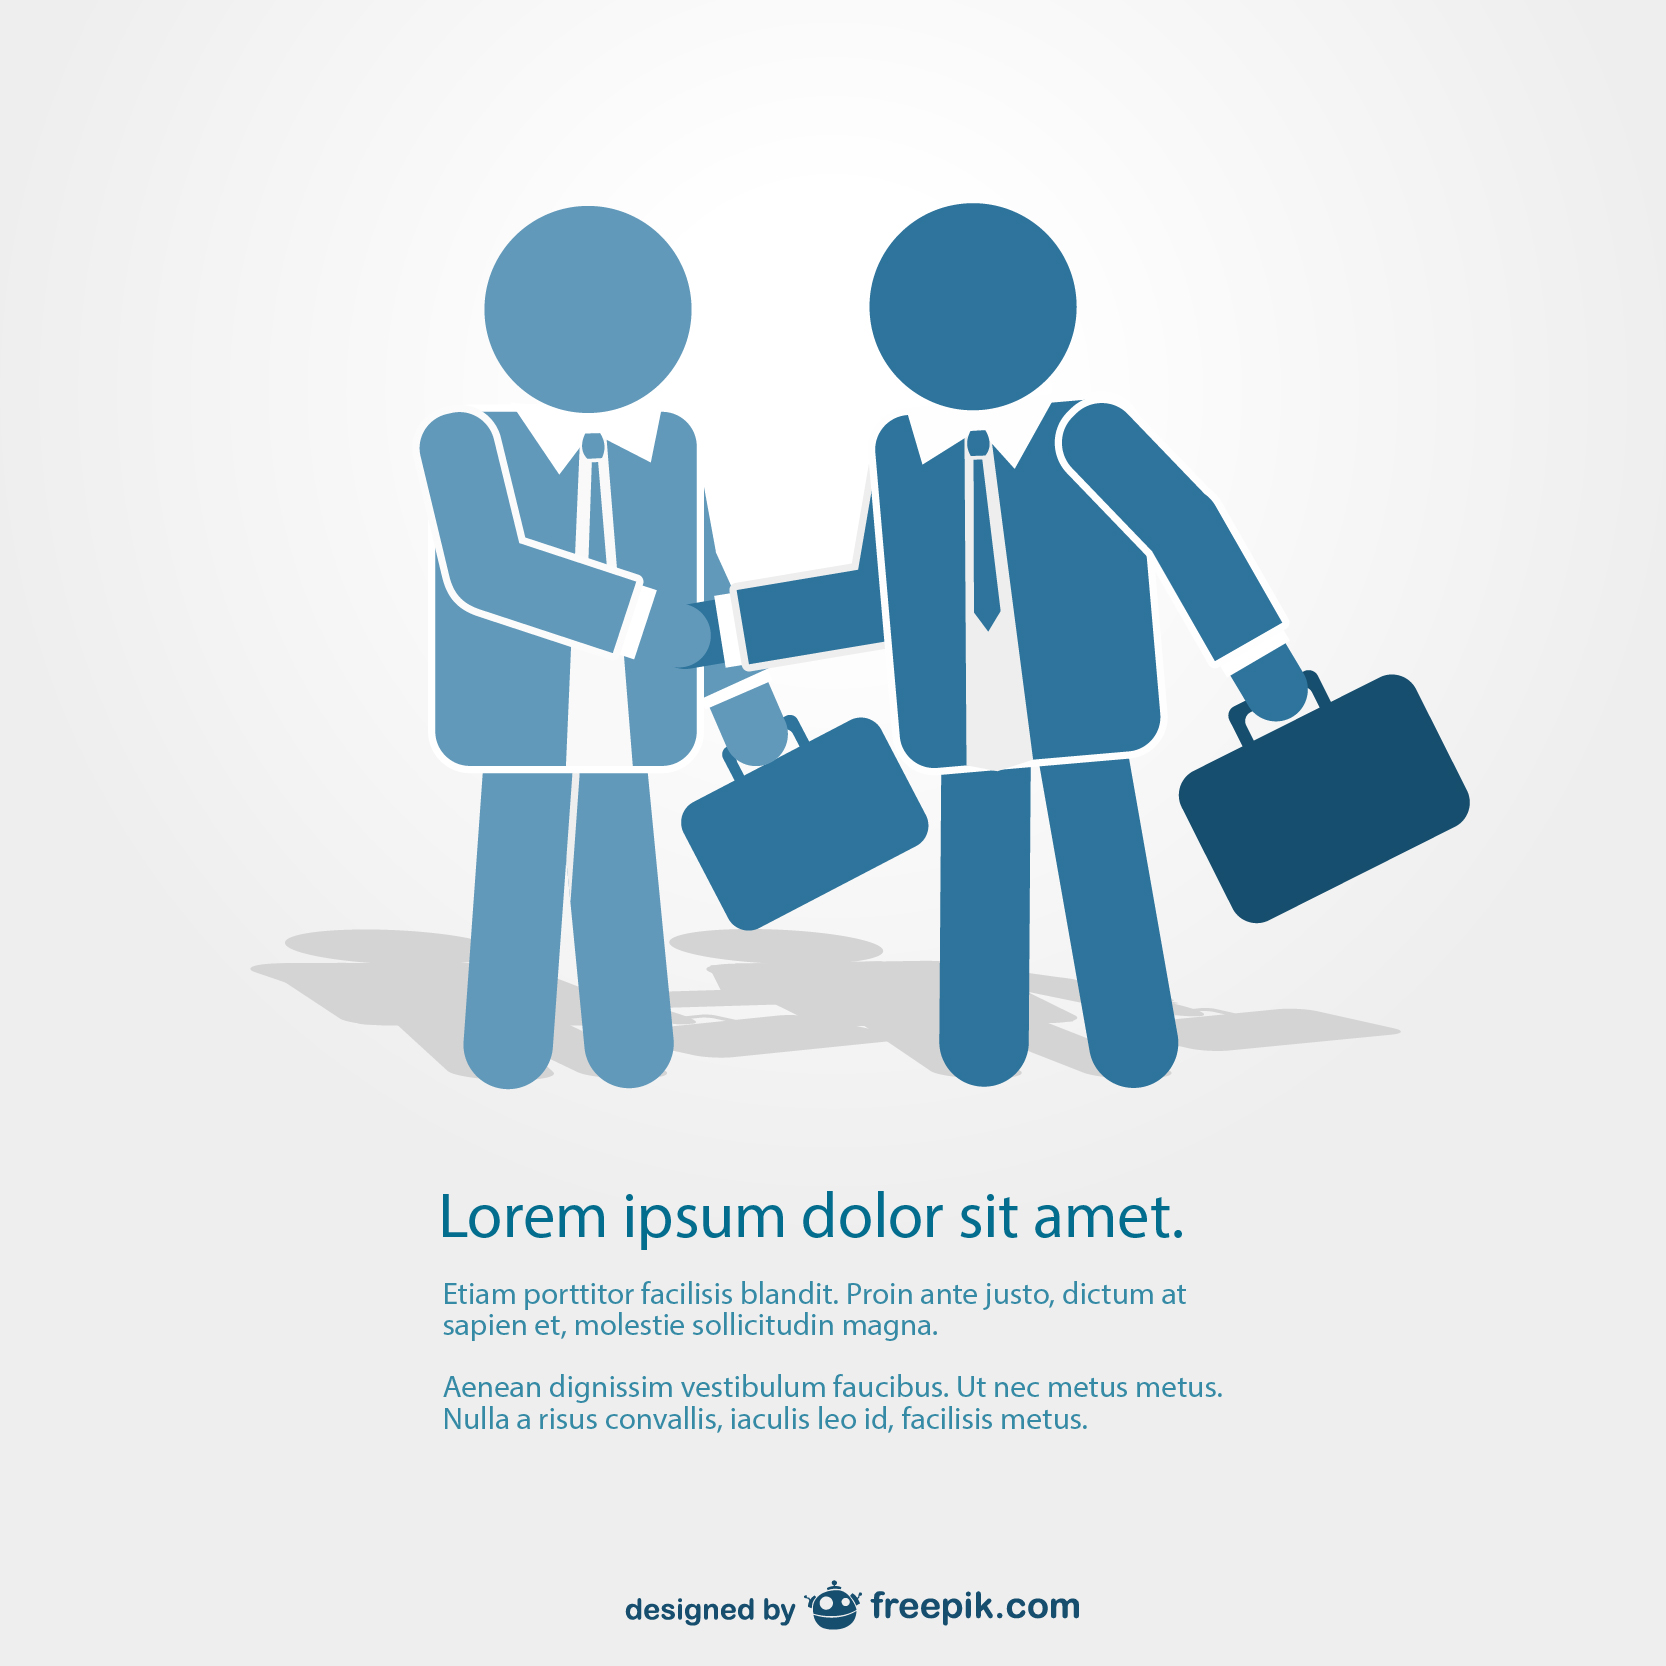 Lorem ipsum dolor sit amet.
Etiam porttitor facilisis blandit. Proin ante justo, dictum at
sapien et, molestie sollicitudin magna.
Aenean dignissim vestibulum faucibus. Ut nec metus metus.
Nulla a risus convallis, iaculis leo id, facilisis metus.
designed by freepik.com